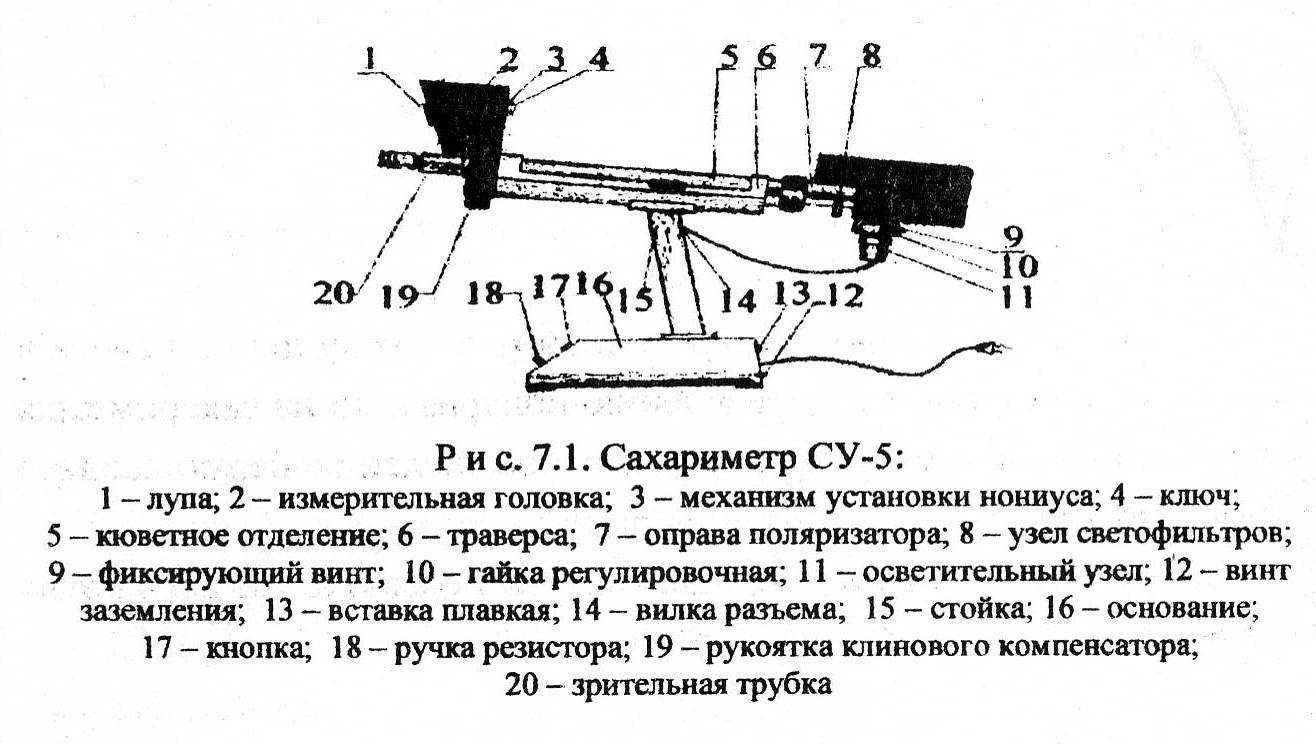 1 2 3 4 5 6 7 8
9
10
11
20 19 18 17 16 15 14 13 12
Р и с. 7.1. Сахариметр СУ-5:
1 – лупа; 2 – измерительная головка; 3 – механизм установки нониуса; 4 – ключ;
5 – кюветное отделение; 6 – траверса; 7 – оправа поляризатора; 8 – узел светофильтров;
9 – фиксирующий винт; 10 – гайка регулировочная; 11 – осветительный узел; 12 – винт
заземления; 13 – вставка плавкая; 14 – вилка разъема; 15 – стойка; 16 – основание;
17 – кнопка; 18 – ручка резистора; 19 – рукоятка клинового компенсатора;
20 – зрительная трубка